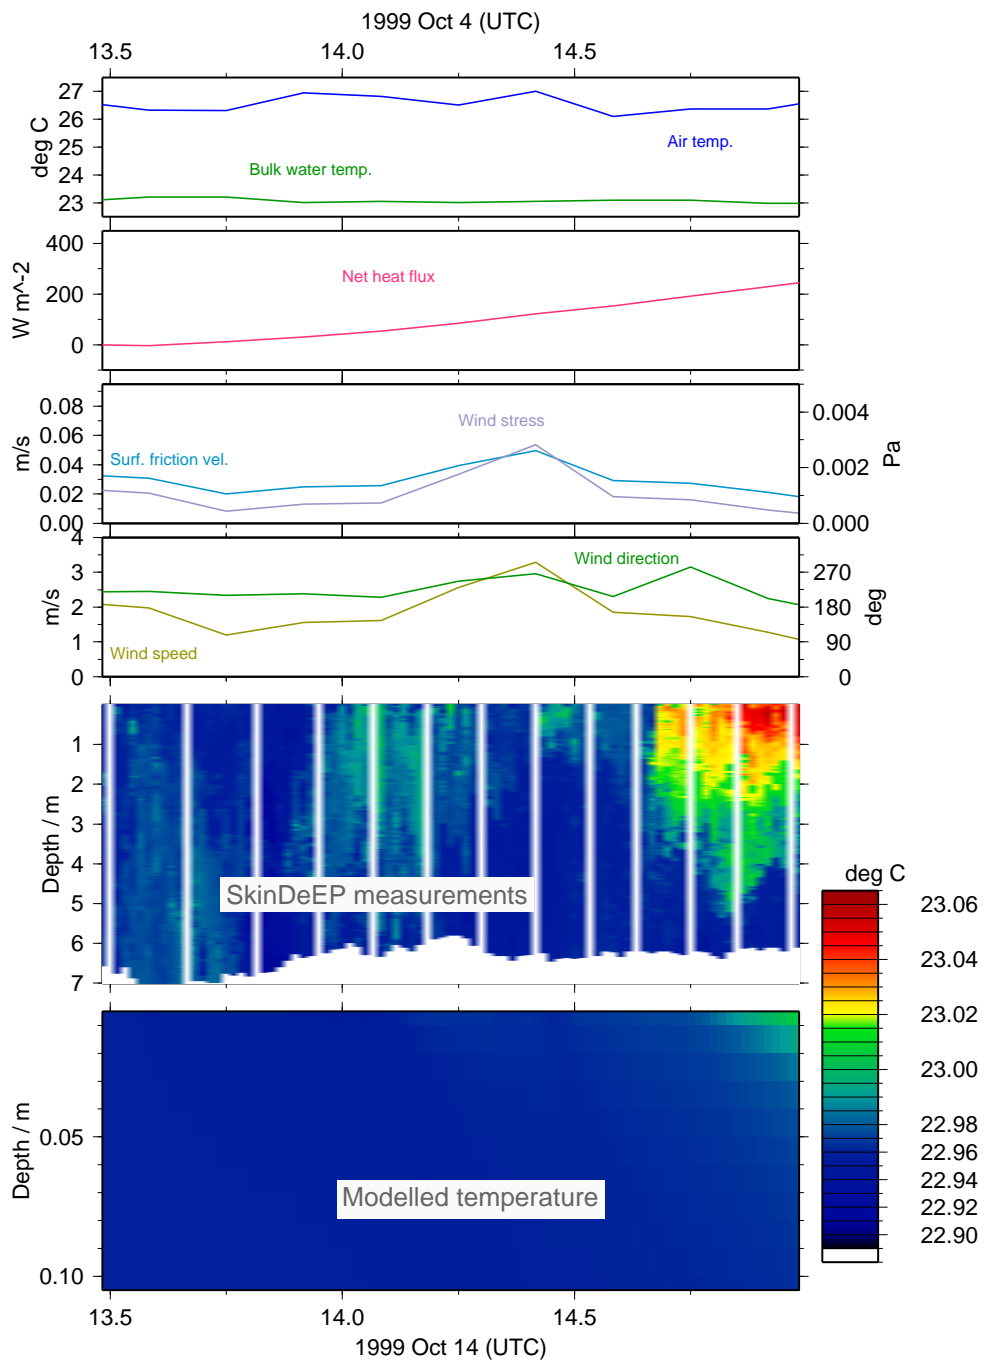 1999 Oct 4 (UTC)
13.5 14.0 14.5
27
26
25
24
23
deg C
Air temp.
Bulk water temp.
400
200
0
W m^-2
Net heat flux
0.08
0.06
0.04
0.02
0.00
m/s
Wind stress
Surf. friction vel.
0.004
0.002
0.000
Pa
4
3
2
1
0
m/s
Wind direction
Wind speed
270
180
90
0
deg
1
2
3
4
5
6
7
Depth / m
SkinDeEP measurements
deg C
23.06
23.04
23.02
23.00
22.98
22.96
22.94
22.92
22.90
0.05
0.10
Depth / m
Modelled temperature
13.5 14.0 14.5
1999 Oct 14 (UTC)